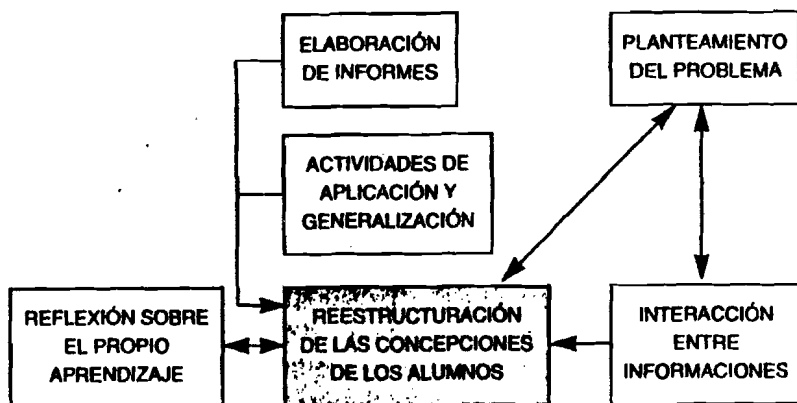 ELABORACIÓN
DE INFORMES
PLANTEAMIENTO
DEL PROBLEMA
ACTIVIDADES DE
APLICACIÓN Y
GENERALIZACIÓN
REFLEXIÓN SOBRE
EL PROPIO
APRENDIZAJE
REESTRUCTURACIÓN
DE LAS CONCEPCIONES
DE LOS ALUMNOS
INTERACCIÓN
ENTRE
INFORMACIONES